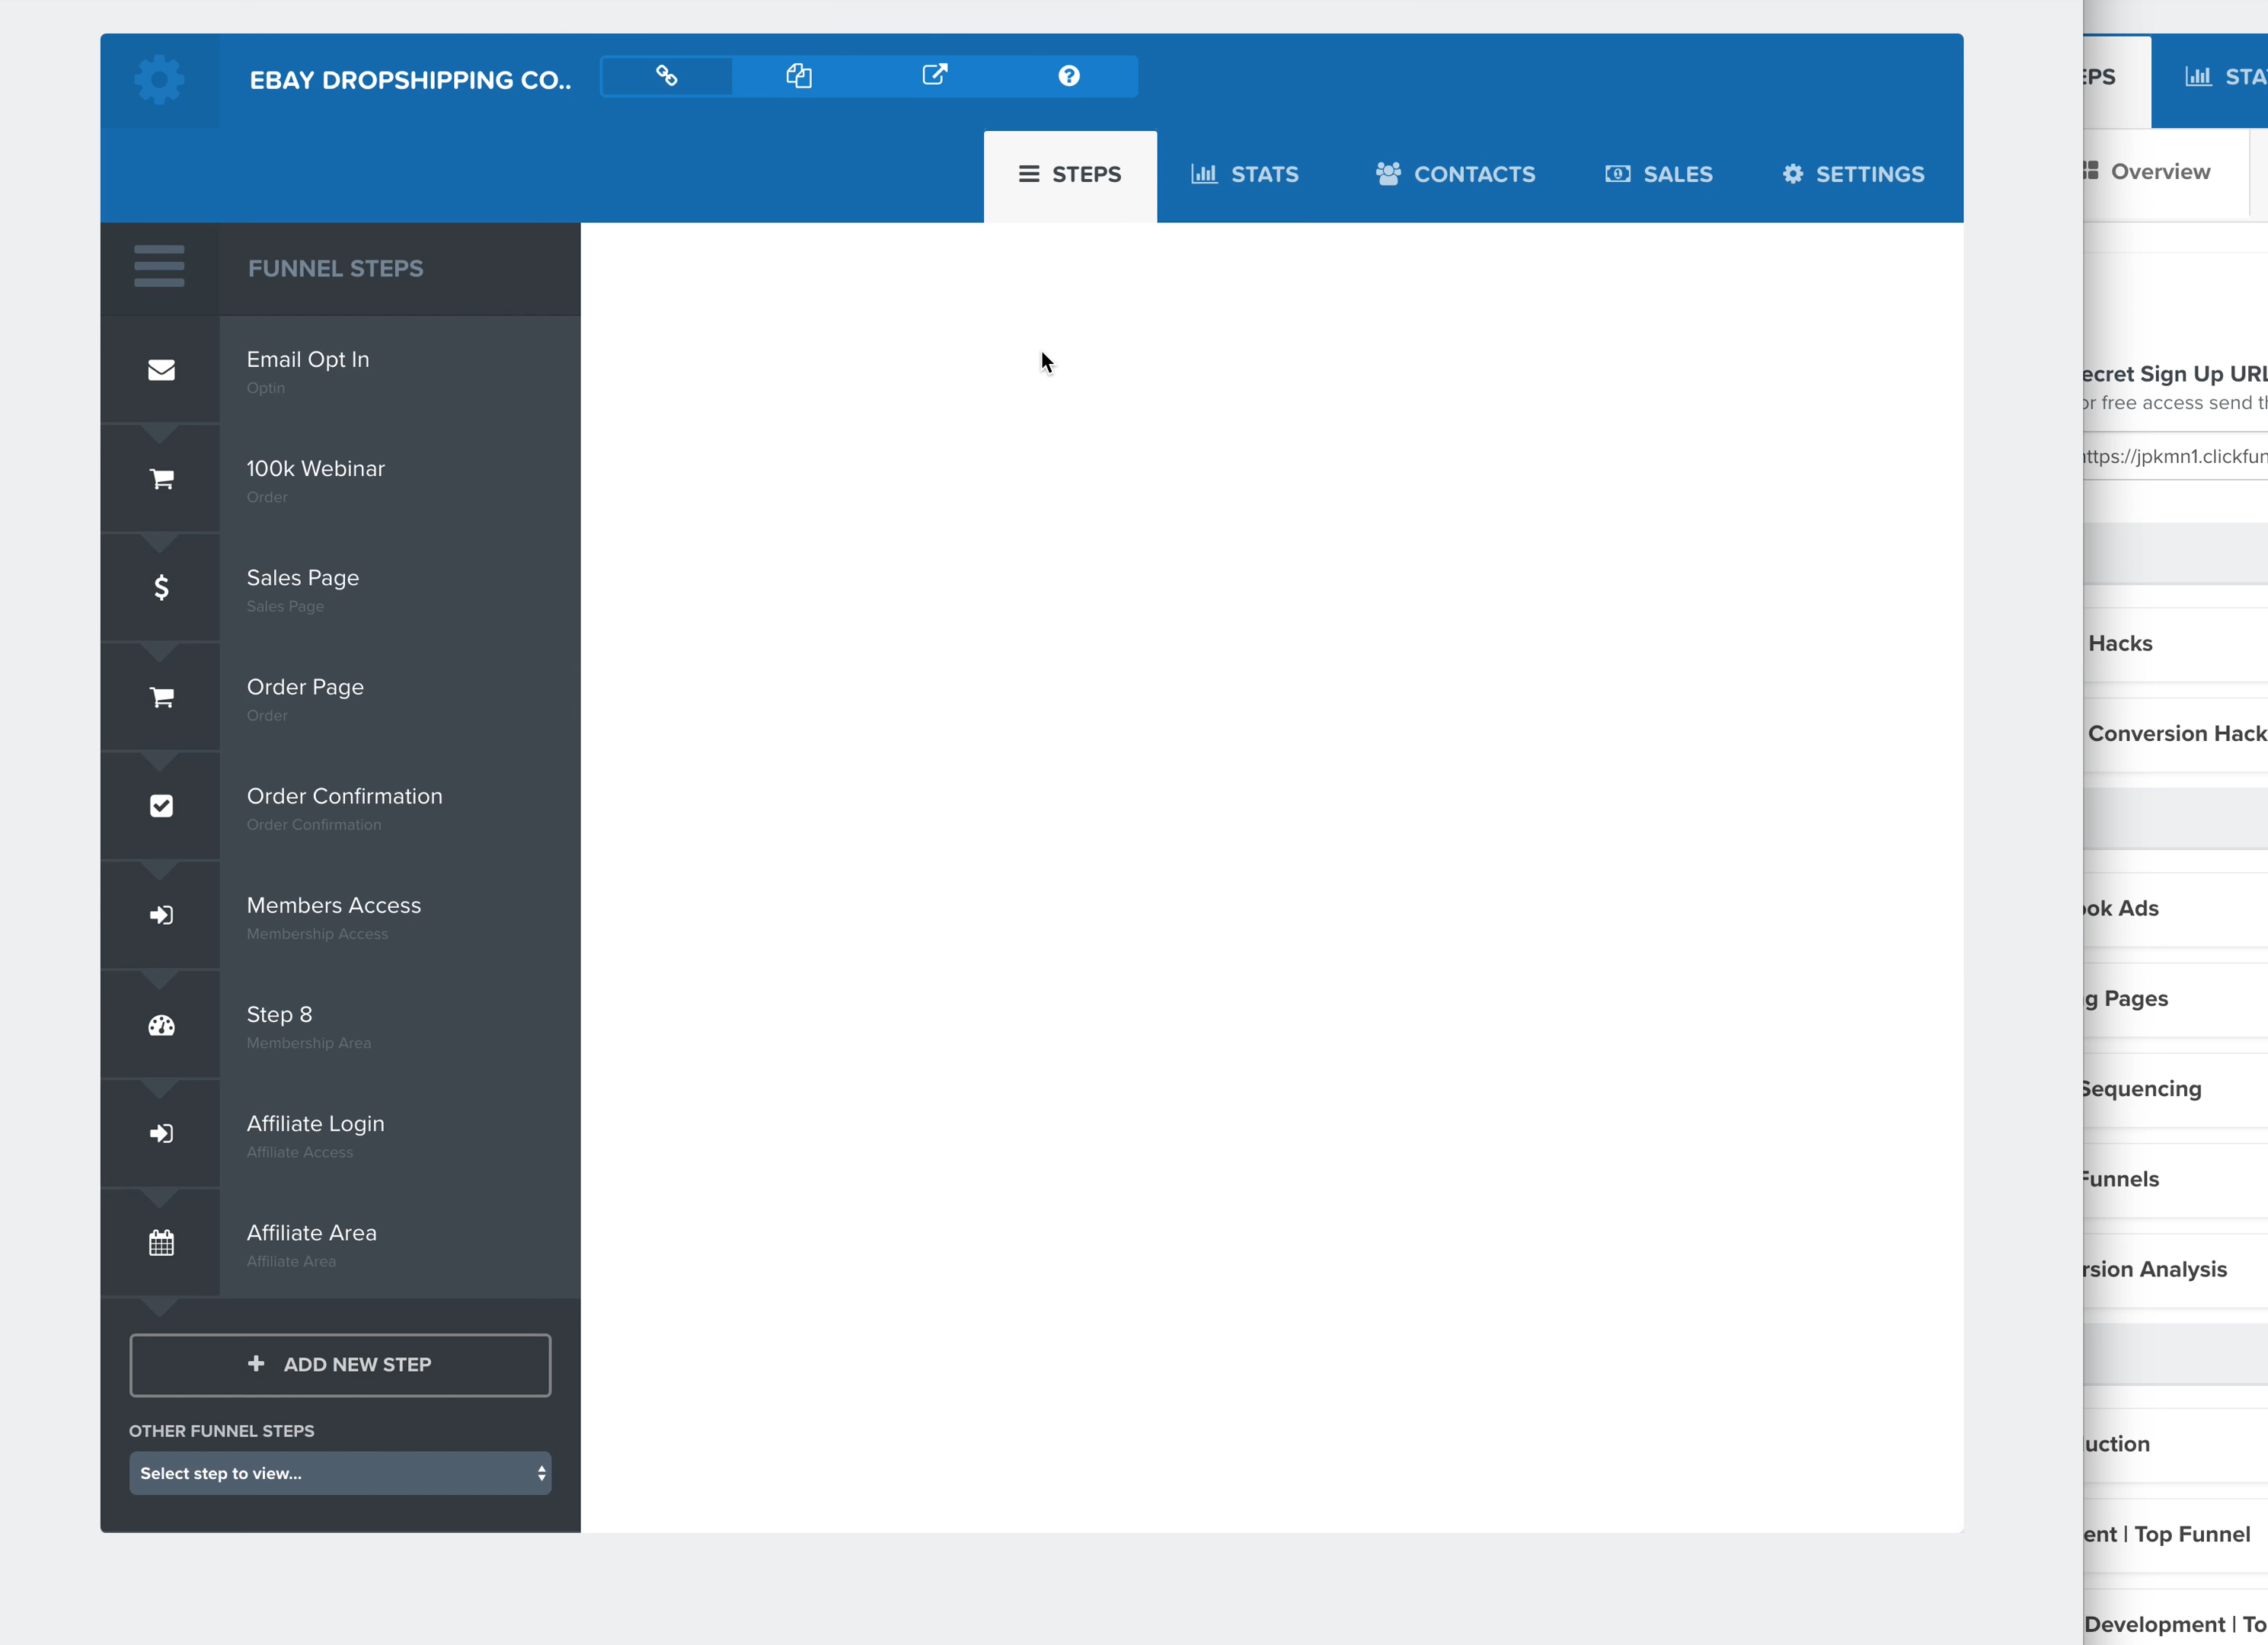 EBAY DROPSHIPPING CO..
STEPS
STATS
CONTACTS
SALES
SETTINGS
FUNNEL STEPS
Email Opt In
Optin
100k Webinar
Order
Sales Page
Sales Page
Order Page
Order
Order Confirmation
Order Confirmation
Members Access
Membership Access
Step 8
Membership Area
Affiliate Login
Affiliate Access
Affiliate Area
Affiliate Area
ADD NEW STEP
OTHER FUNNEL STEPS
Select step to view...
EPS
STA
Overview
ecret Sign Up URL
or free access send th
https://jpkmn1.clickfun
Hacks
Conversion Hack
ook Ads
g Pages
Sequencing
Funnels
rsion Analysis
uction
ent | Top Funnel
Development | To